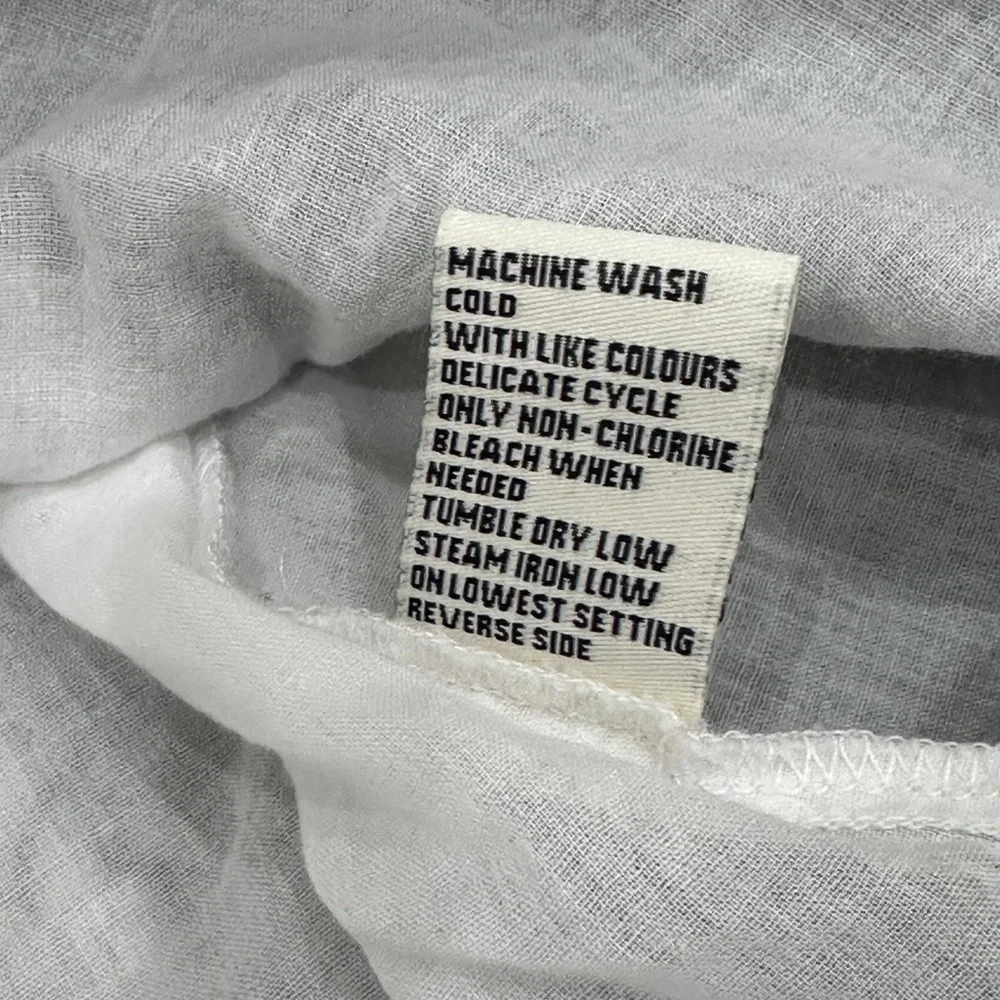 MACHINE WASH
COLD
WITH LIKE COLOURS
DELICATE CYCLE
ONLY NON-CHLORINE
BLEACH WHEN
NEEDED
TUMBLE DRY LOW
STEAM IRON LOW
ON LOWEST SETTING
REVERSE SIDE